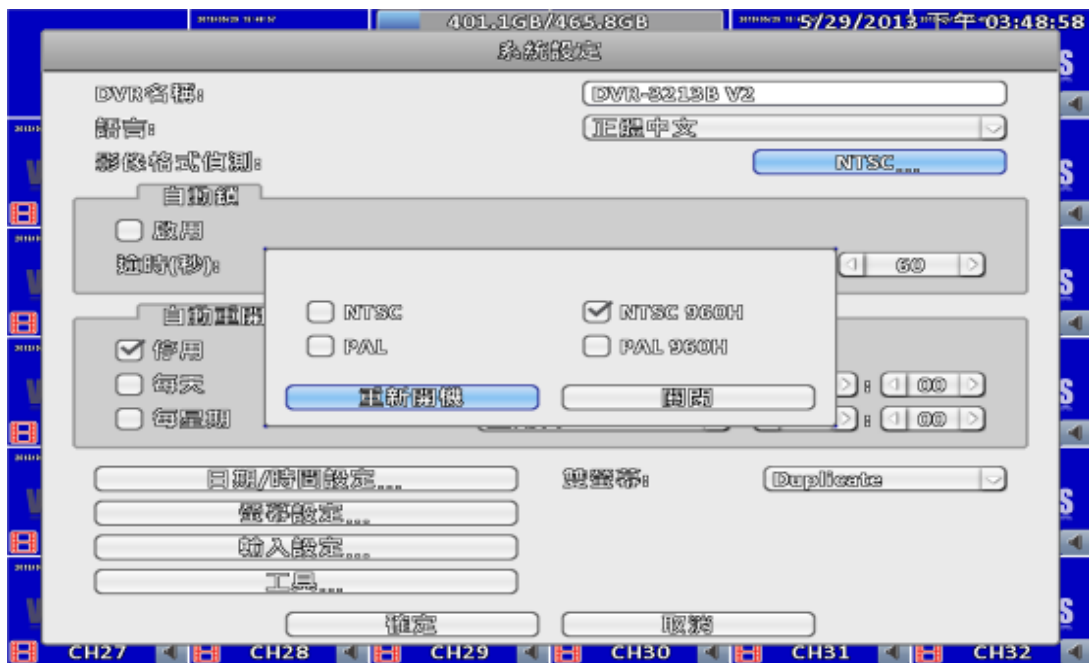 401.1GB/465.8GB
5/29/2013 下午 03:48:58
系統設定
DVR名稱: DVR-3213B V2
語言: 正體中文
影像格式偵測: NTSC...
自動鎖
啟用
逾時(秒): 60
自動重開
停用
每天 : 00
每星期 : 00
NTSC NTSC 960H
PAL PAL 960H
重新開機 關閉
日期/時間設定... 雙螢幕: Duplicate
螢幕設定...
輸入設定...
工具...
確定 取消
CH27 CH28 CH29 CH30 CH31 CH32